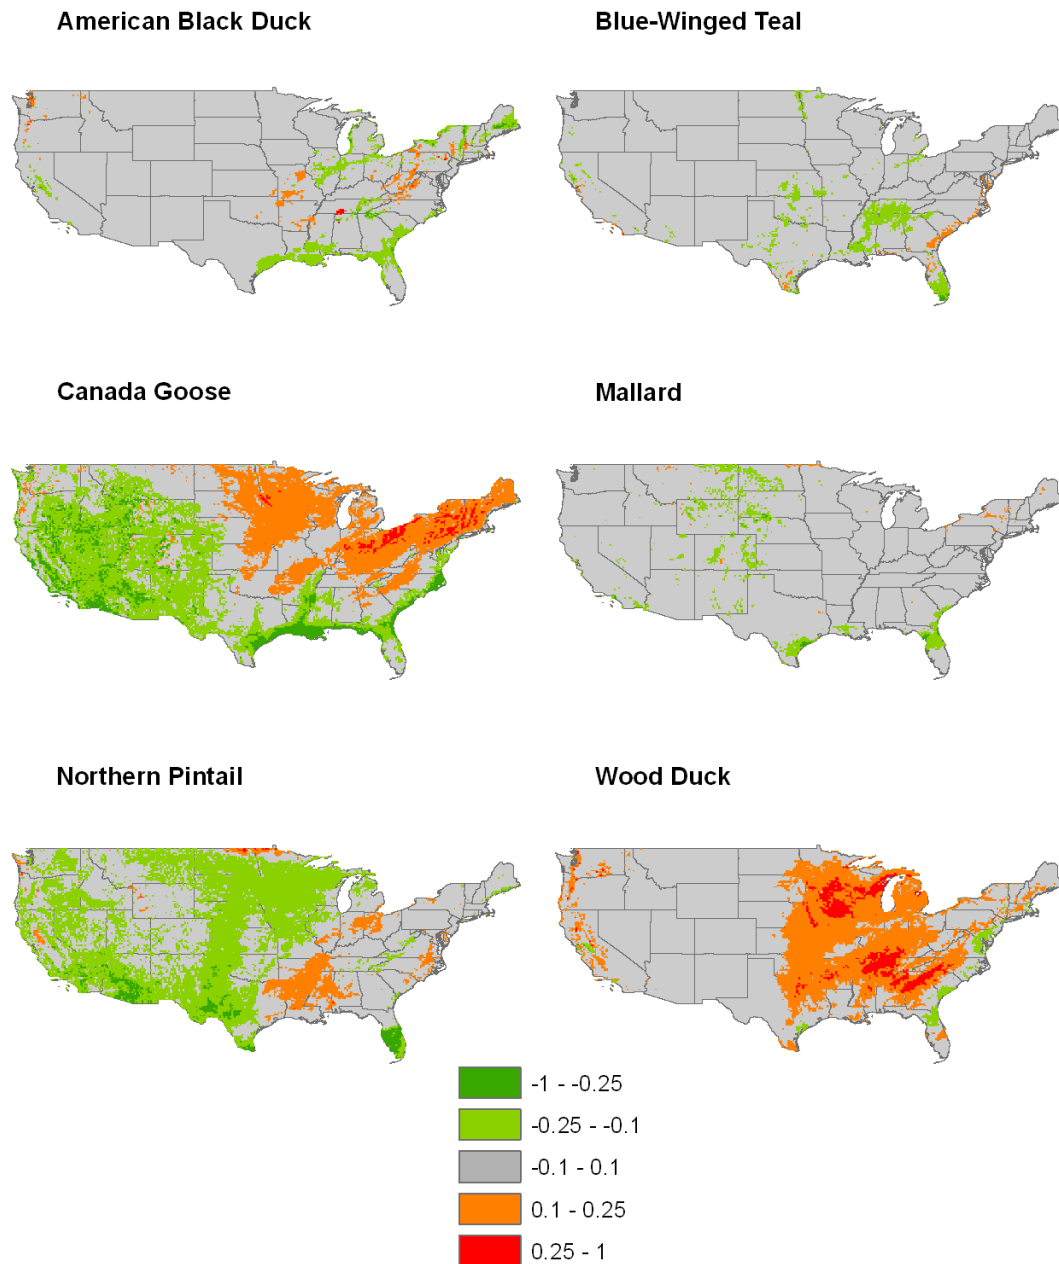 American Black Duck
Blue-Winged Teal
Canada Goose
Mallard
Northern Pintail
Wood Duck
-1 - -0.25
-0.25 - -0.1
-0.1 - 0.1
0.1 - 0.25
0.25 - 1